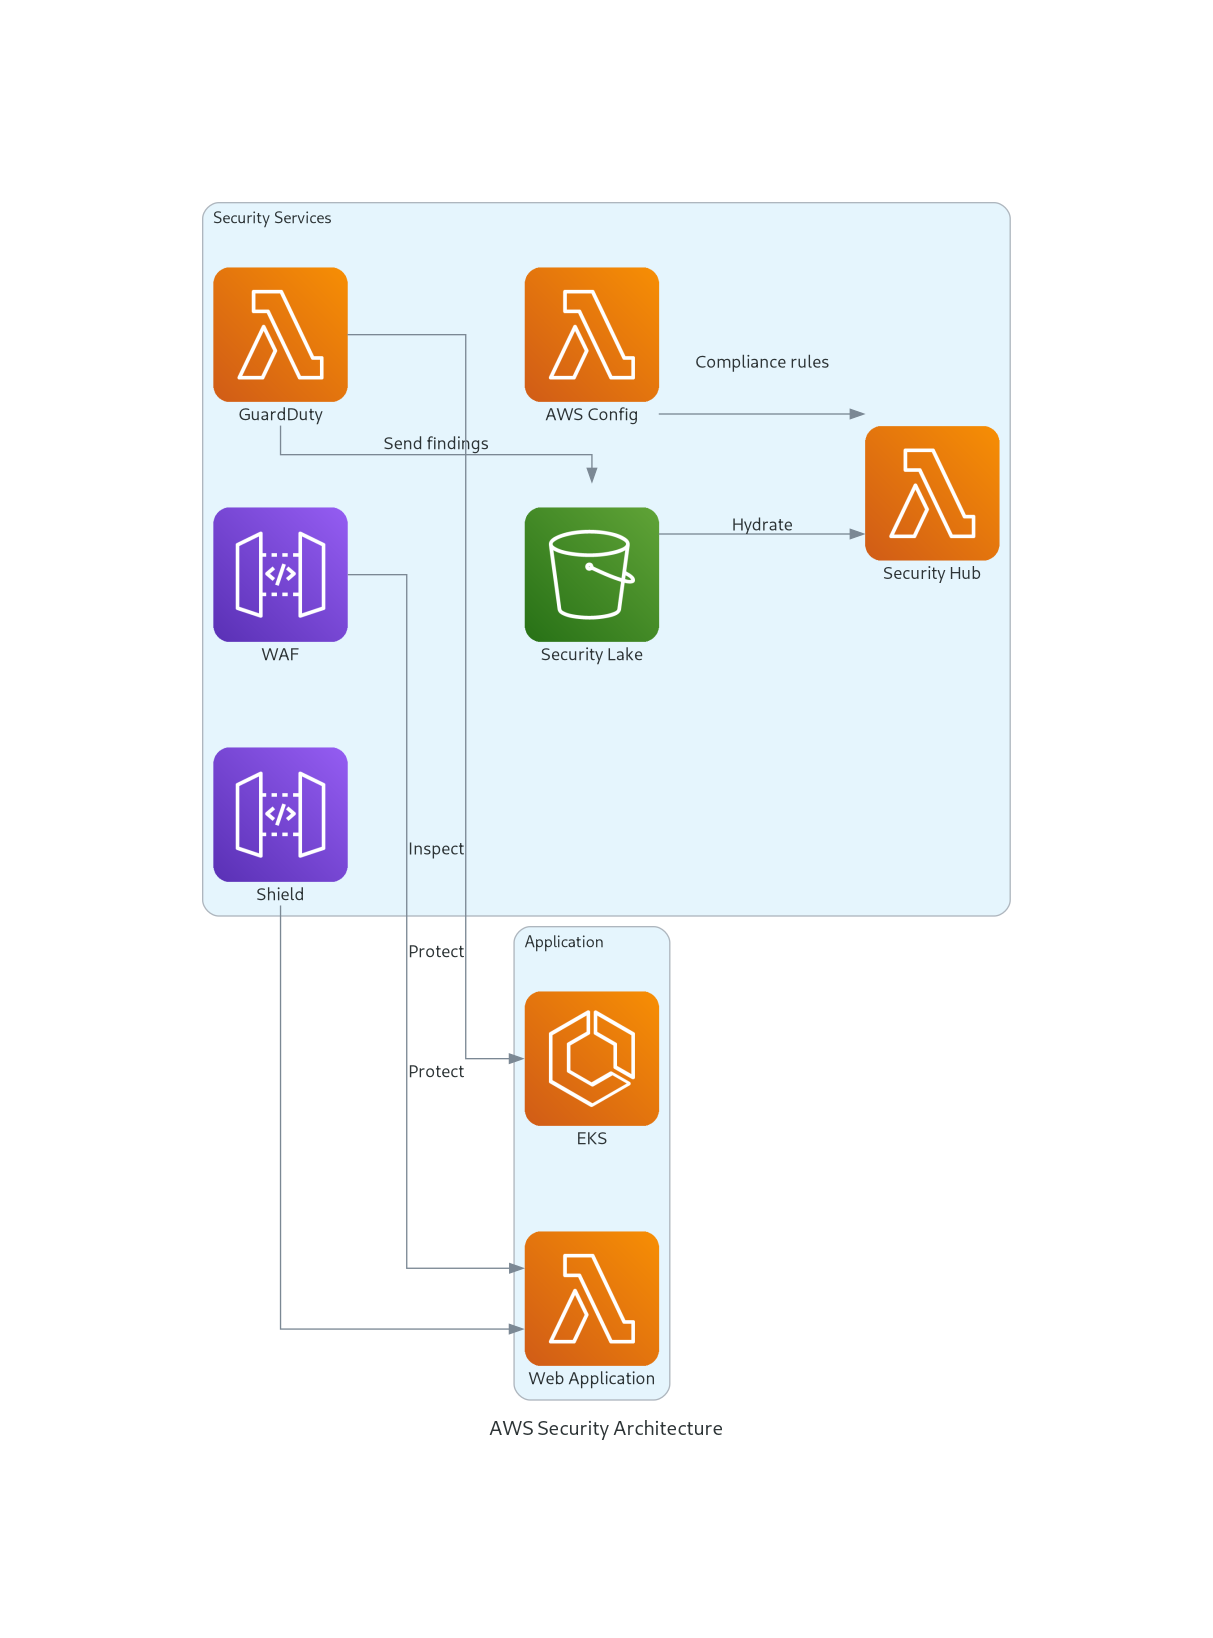 Security Services
GuardDuty
AWS Config
Compliance rules
Send findings
Hydrate
Security Hub
WAF
Security Lake
Inspect
Shield
Application
Protect
Protect
EKS
Web Application
AWS Security Architecture